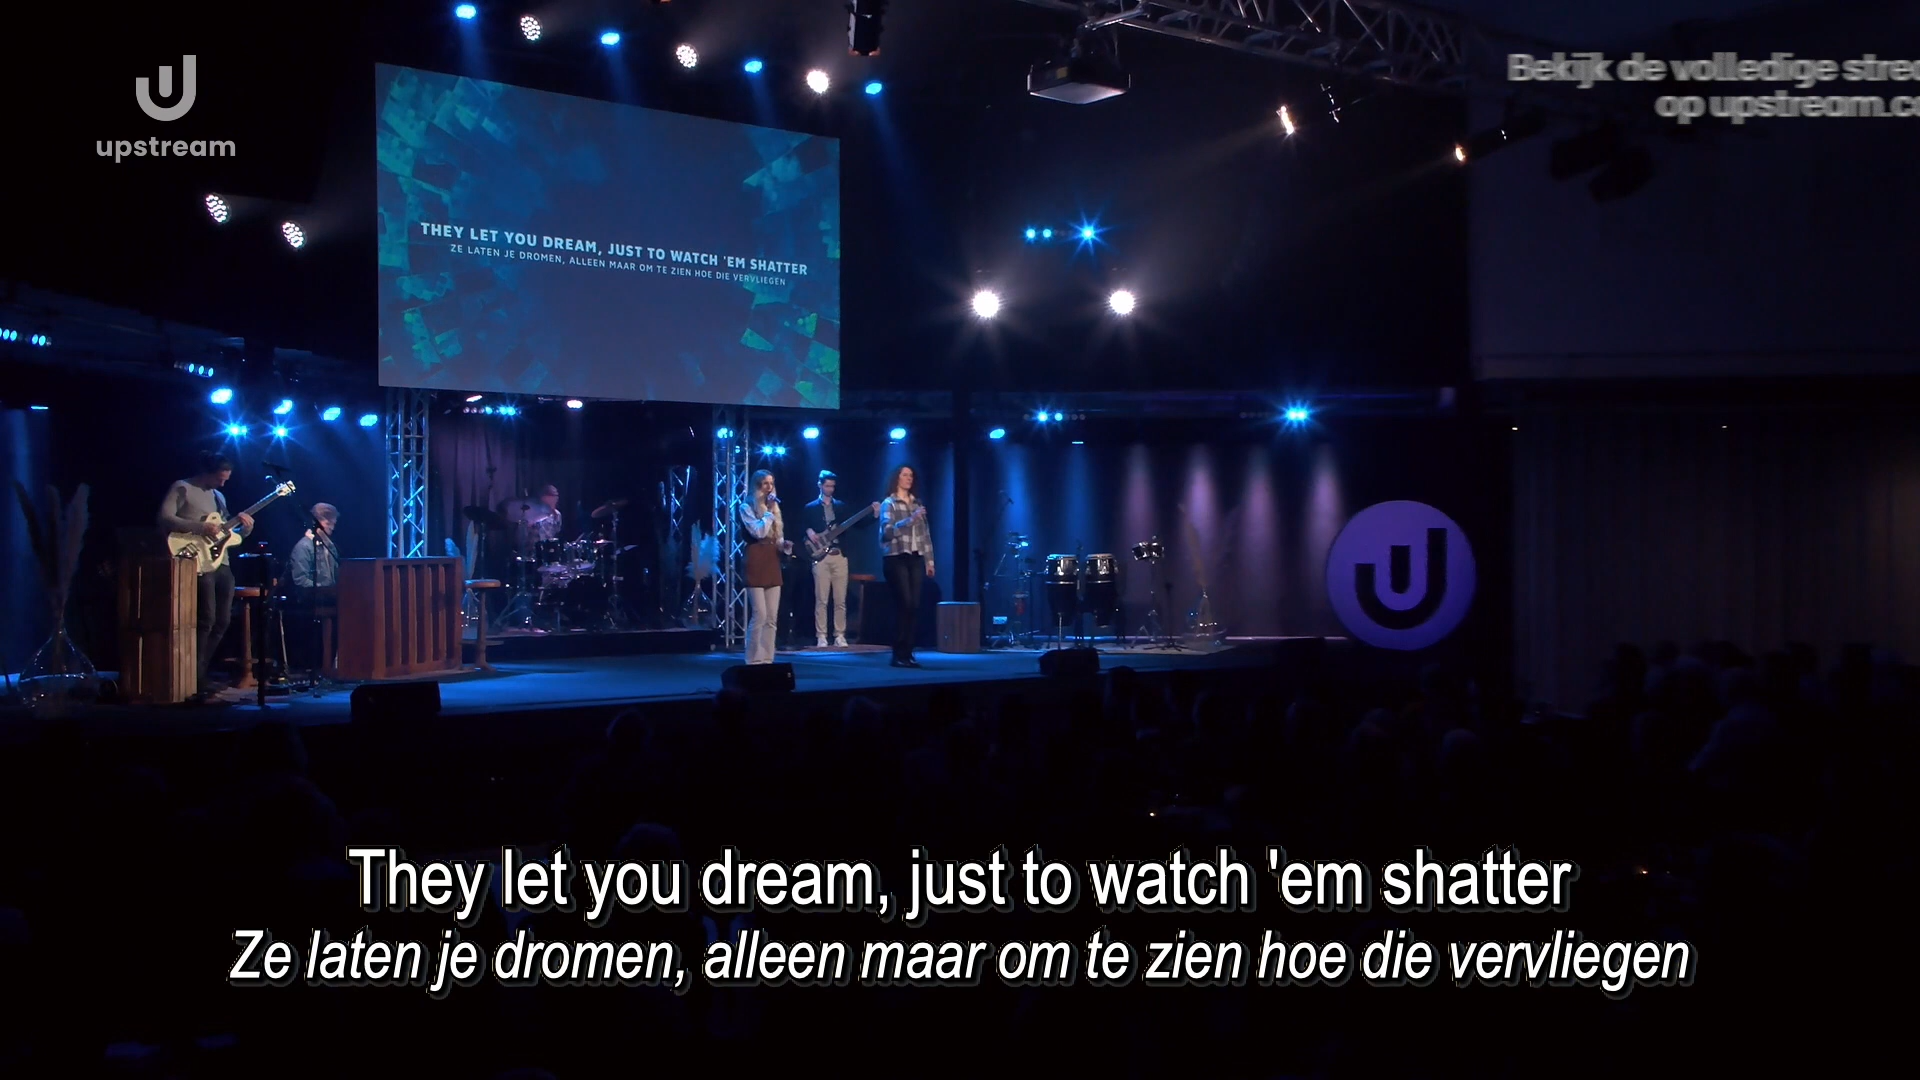 upstream
Bekijk de volledige
op upstream.
THEY LET YOU DREAM, JUST TO WATCH 'EM SHATTER
ZE LATEN JE DROMEN, ALLEEN MAAR OM TE ZIEN HOE DIE VERVLIEGEN
They let you dream, just to watch 'em shatter
Ze laten je dromen, alleen maar om te zien hoe die vervliegen